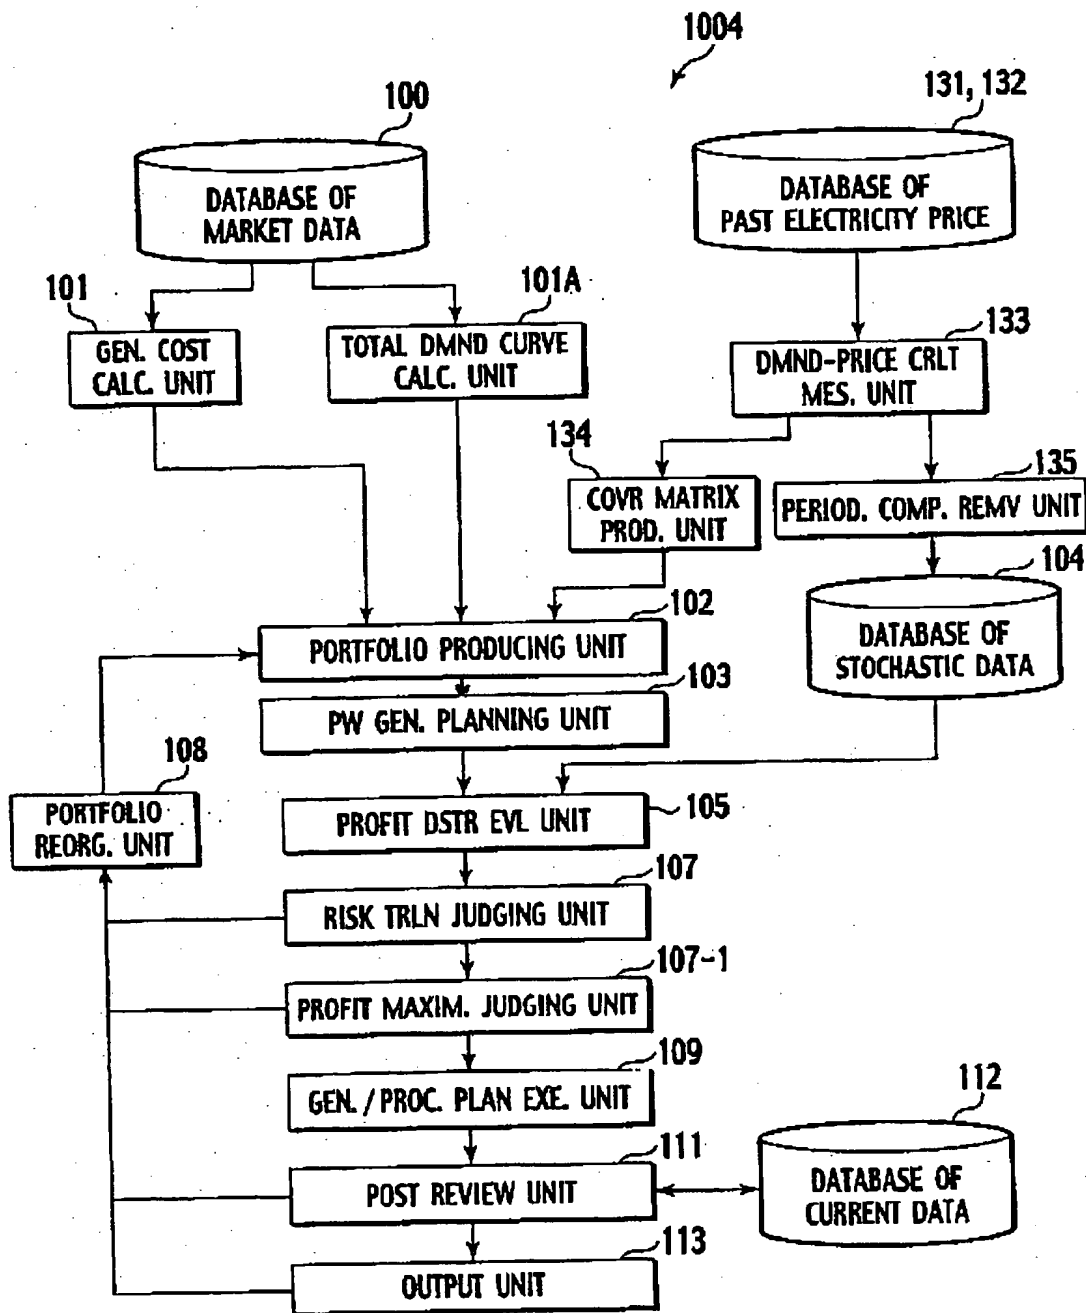 1004
100
131, 132
DATABASE OF
MARKET DATA
DATABASE OF
PAST ELECTRICITY PRICE
101
101A
133
GEN. COST
CALC. UNIT
TOTAL DMND CURVE
CALC. UNIT
DMND-PRICE CRLT
MES. UNIT
134
135
COVR MATRIX
PROD. UNIT
PERIOD. COMP. REMV UNIT
104
102
PORTFOLIO PRODUCING UNIT
DATABASE OF
STOCHASTIC DATA
103
PW GEN. PLANNING UNIT
108
PORTFOLIO
REORG. UNIT
105
PROFIT DSTR EVL UNIT
107
RISK TRLN JUDGING UNIT
107-1
PROFIT MAXIM. JUDGING UNIT
109
GEN./PROC. PLAN EXE. UNIT
112
111
POST REVIEW UNIT
DATABASE OF
CURRENT DATA
113
OUTPUT UNIT